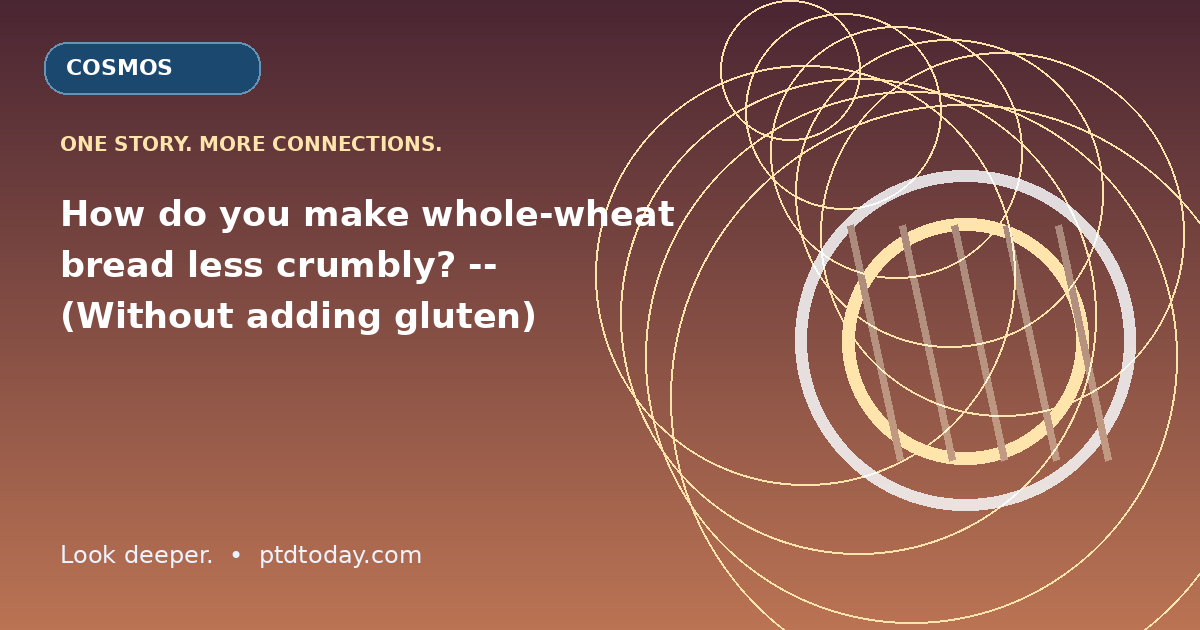 COSMOS
ONE STORY. MORE CONNECTIONS.
How do you make whole-wheat
bread less crumbly? --
(Without adding gluten)
Look deeper. • ptdtoday.com